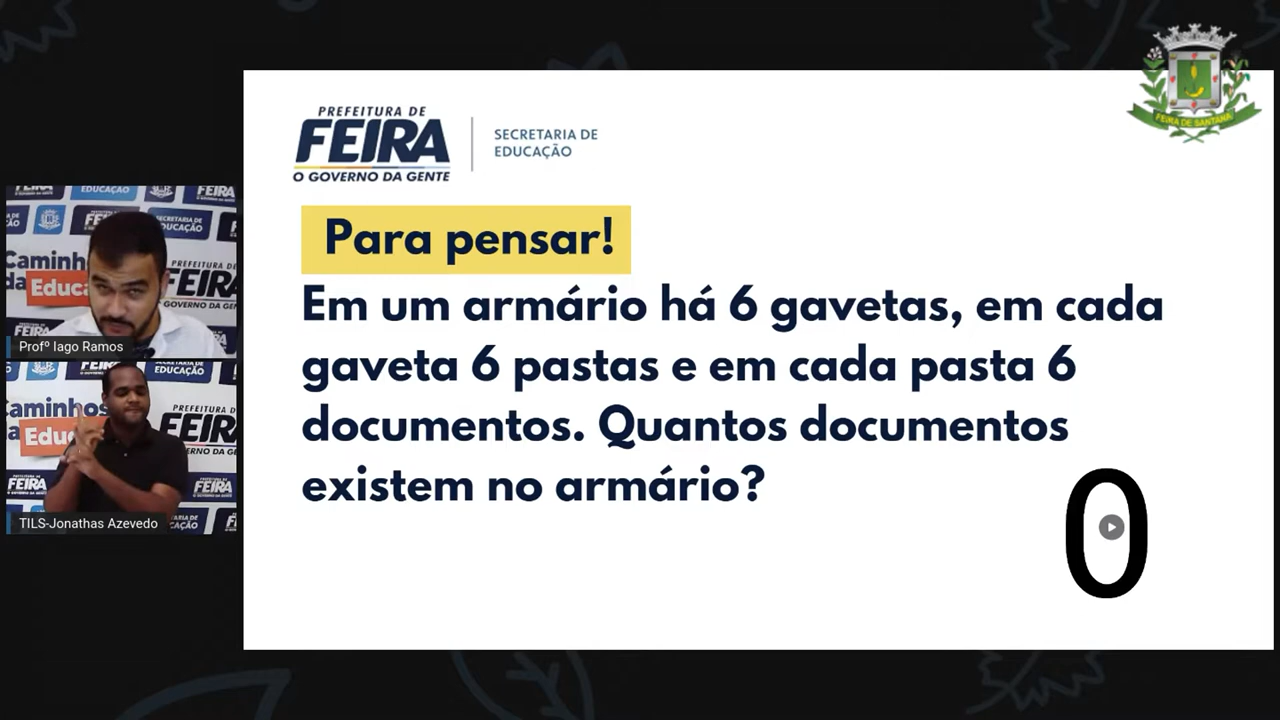 FEIRA DE SANTANA
PREFEITURA DE
FEIRA
O GOVERNO DA GENTE
SECRETARIA DE
EDUCAÇÃO
Para pensar!
Em um armário há 6 gavetas, em cada
gaveta 6 pastas e em cada pasta 6
documentos. Quantos documentos
existem no armário?
0
Profº Iago Ramos
TILS-Jonathas Azevedo